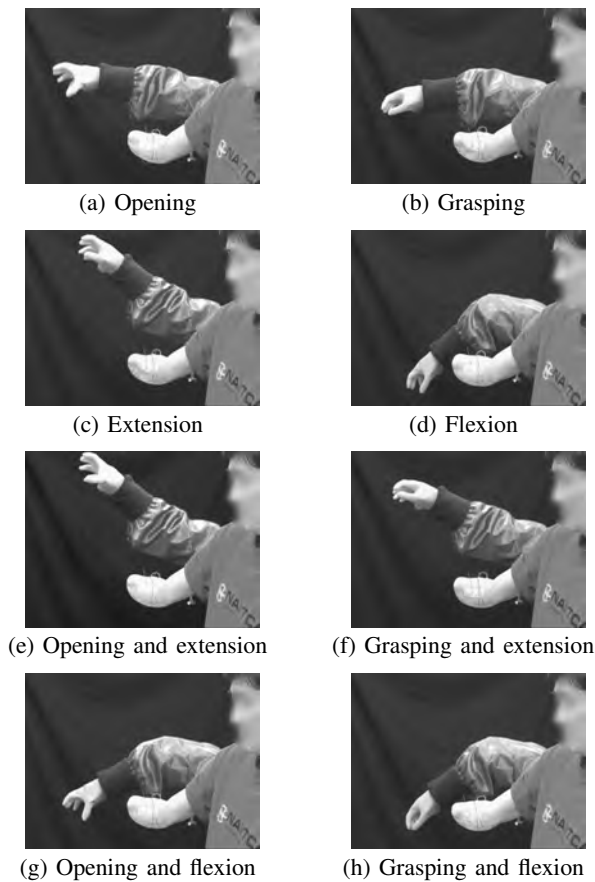 (a) Opening
(b) Grasping
(c) Extension
(d) Flexion
(e) Opening and extension
(f) Grasping and extension
(g) Opening and flexion
(h) Grasping and flexion